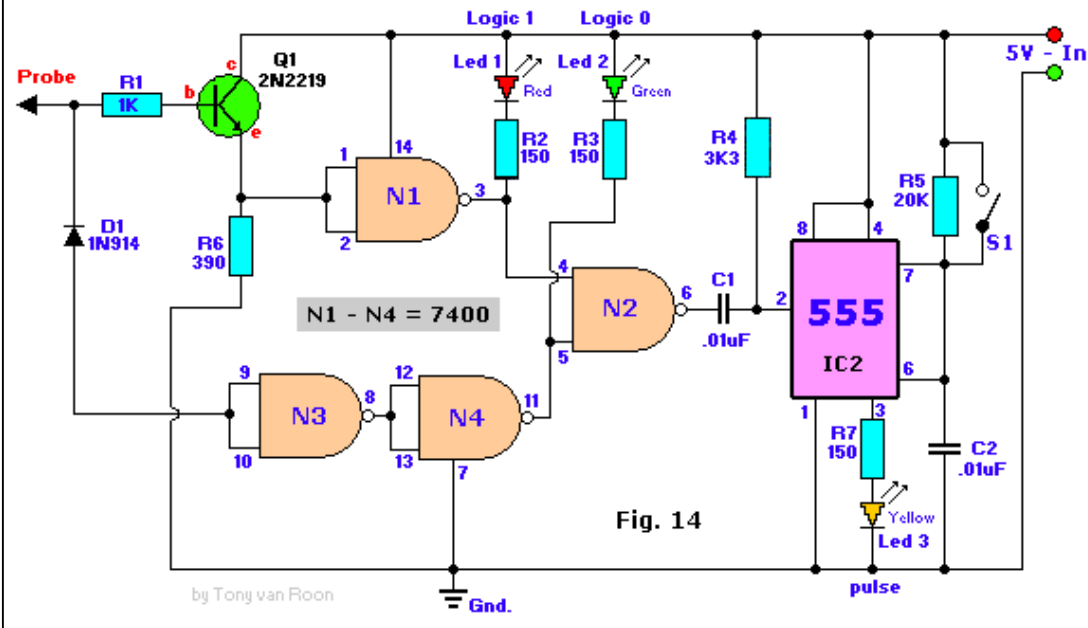 Logic 1
Logic 0
Q1
2N2219
c
b
e
Probe
R1
1K
Led 1
Red
Led 2
Green
5V - In
14
1
2
N1
3
R2
150
R3
150
R4
3K3
R5
20K
S1
D1
1N914
R6
390
N1 - N4 = 7400
4
5
N2
6
C1
.01uF
2
8
4
7
555
IC2
6
1
3
R7
150
C2
.01uF
9
10
N3
8
12
13
N4
11
7
Yellow
Led 3
Fig. 14
pulse
by Tony van Roon
Gnd.